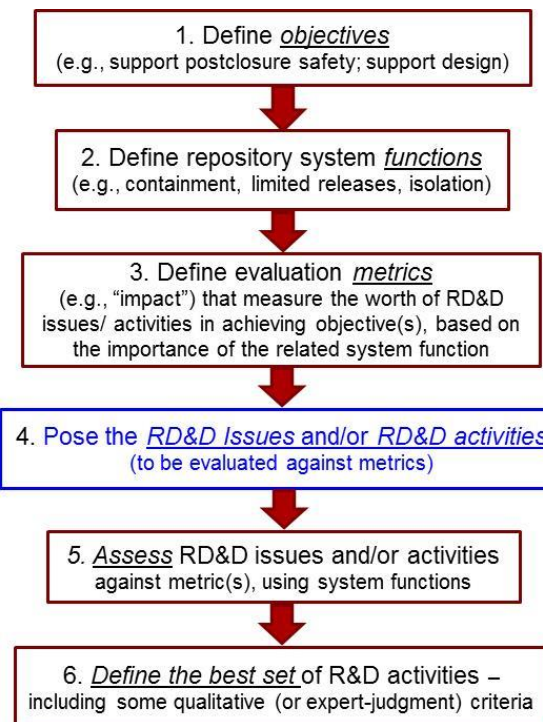 1. Define objectives
(e.g., support postclosure safety; support design)
2. Define repository system functions
(e.g., containment, limited releases, isolation)
3. Define evaluation metrics
(e.g., “impact”) that measure the worth of RD&D
issues/ activities in achieving objective(s), based on
the importance of the related system function
4. Pose the RD&D Issues and/or RD&D activities
(to be evaluated against metrics)
5. Assess RD&D issues and/or activities
against metric(s), using system functions
6. Define the best set of R&D activities –
including some qualitative (or expert-judgment) criteria